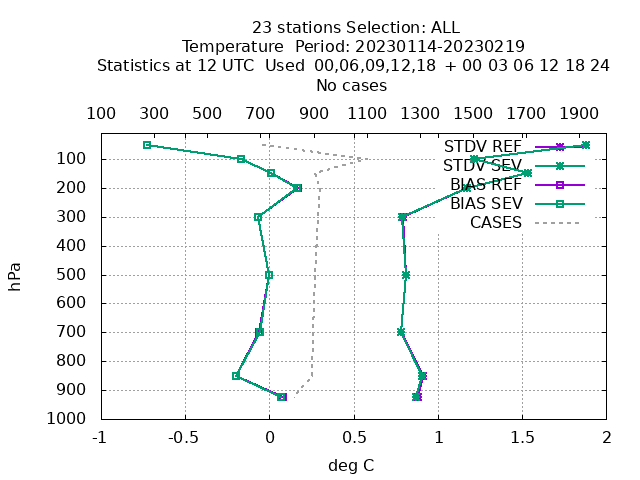 23 stations Selection: ALL
Temperature  Period: 20230114-20230219
Statistics at 12 UTC  Used  00,06,09,12,18  + 00 03 06 12 18 24
No cases
100 300 500 700 900 1100 1300 1500 1700 1900
STDV REF
STDV SEV
BIAS REF
BIAS SEV
CASES
hPa
100
200
300
400
500
600
700
800
900
1000
-1 -0.5 0 0.5 1 1.5 2
deg C